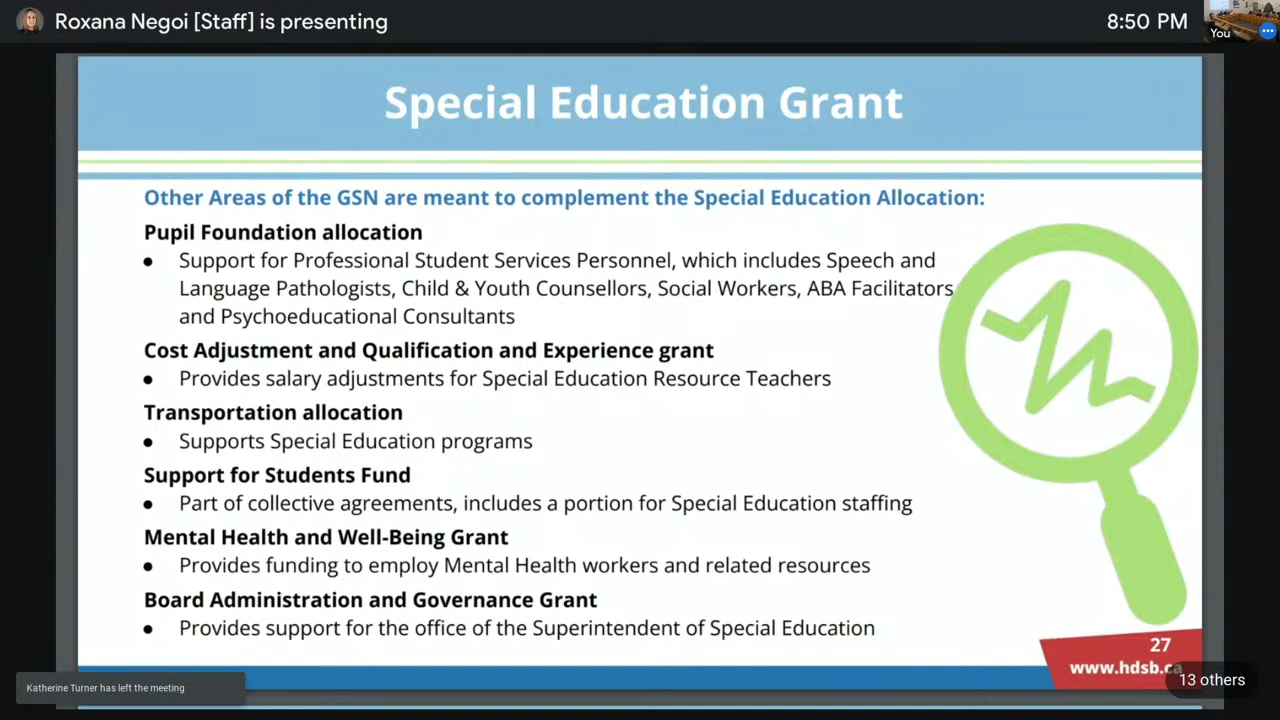 Roxana Negoi [Staff] is presenting
8:50 PM
You
Special Education Grant
Other Areas of the GSN are meant to complement the Special Education Allocation:
Pupil Foundation allocation
● Support for Professional Student Services Personnel, which includes Speech and
Language Pathologists, Child & Youth Counsellors, Social Workers, ABA Facilitators
and Psychoeducational Consultants
Cost Adjustment and Qualification and Experience grant
● Provides salary adjustments for Special Education Resource Teachers
Transportation allocation
● Supports Special Education programs
Support for Students Fund
● Part of collective agreements, includes a portion for Special Education staffing
Mental Health and Well-Being Grant
● Provides funding to employ Mental Health workers and related resources
Board Administration and Governance Grant
● Provides support for the office of the Superintendent of Special Education
27
www.hdsb.ca
Katherine Turner has left the meeting
13 others